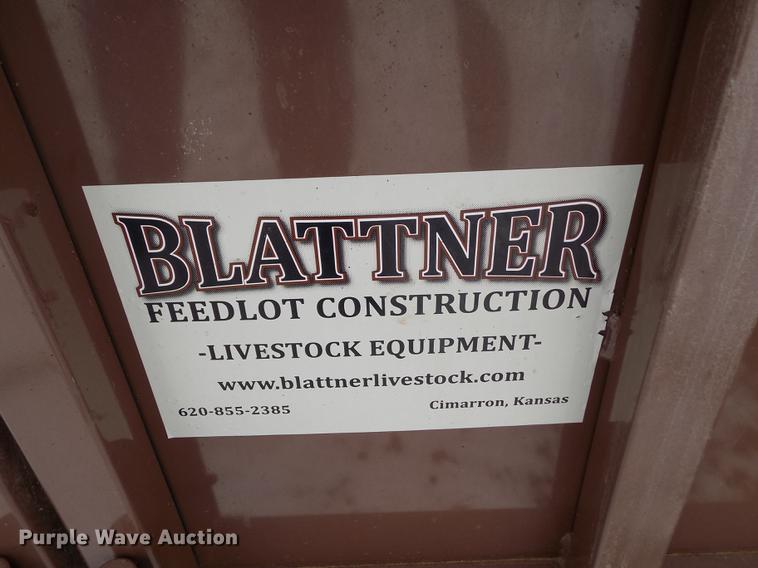 BLATTNER
FEEDLOT CONSTRUCTION
-LIVESTOCK EQUIPMENT-
www.blattnerlivestock.com
620-855-2385 Cimarron, Kansas
Purple Wave Auction®